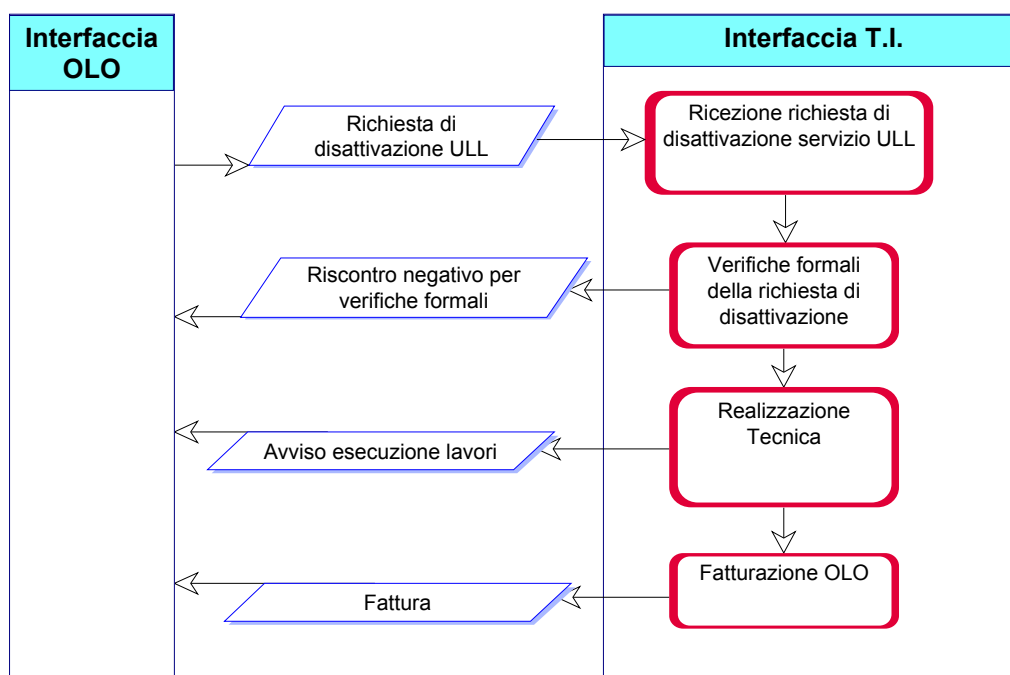 Interfaccia
OLO
Interfaccia T.I.
Richiesta di
disattivazione ULL
Ricezione richiesta di
disattivazione servizio ULL
Riscontro negativo per
verifiche formali
Verifiche formali
della richiesta di
disattivazione
Avviso esecuzione lavori
Realizzazione
Tecnica
Fattura
Fatturazione OLO